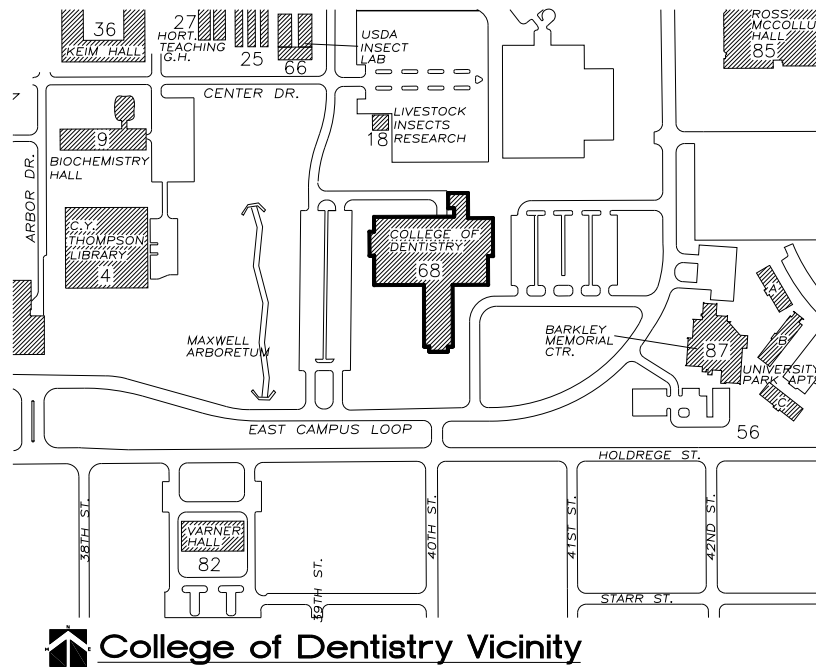 36
KEIM HALL
27
HORT.
TEACHING
G.H.
25
66
USDA
INSECT
LAB
ROSS
MCCOLLU
HALL
85
CENTER DR.
LIVESTOCK
INSECTS
RESEARCH
18
9
BIOCHEMISTRY
HALL
ARBOR DR.
C.Y.
THOMPSON
LIBRARY
4
COLLEGE OF
DENTISTRY
68
MAXWELL
ARBORETUM
BARKLEY
MEMORIAL
CTR.
87
A
B
C
UNIVERSITY
PARK APTS
56
EAST CAMPUS LOOP
HOLDREGE ST.
38TH ST.
VARNER
HALL
82
39TH ST.
40TH ST.
41ST ST.
42ND ST.
STARR ST.
N
W
E
S
College of Dentistry Vicinity